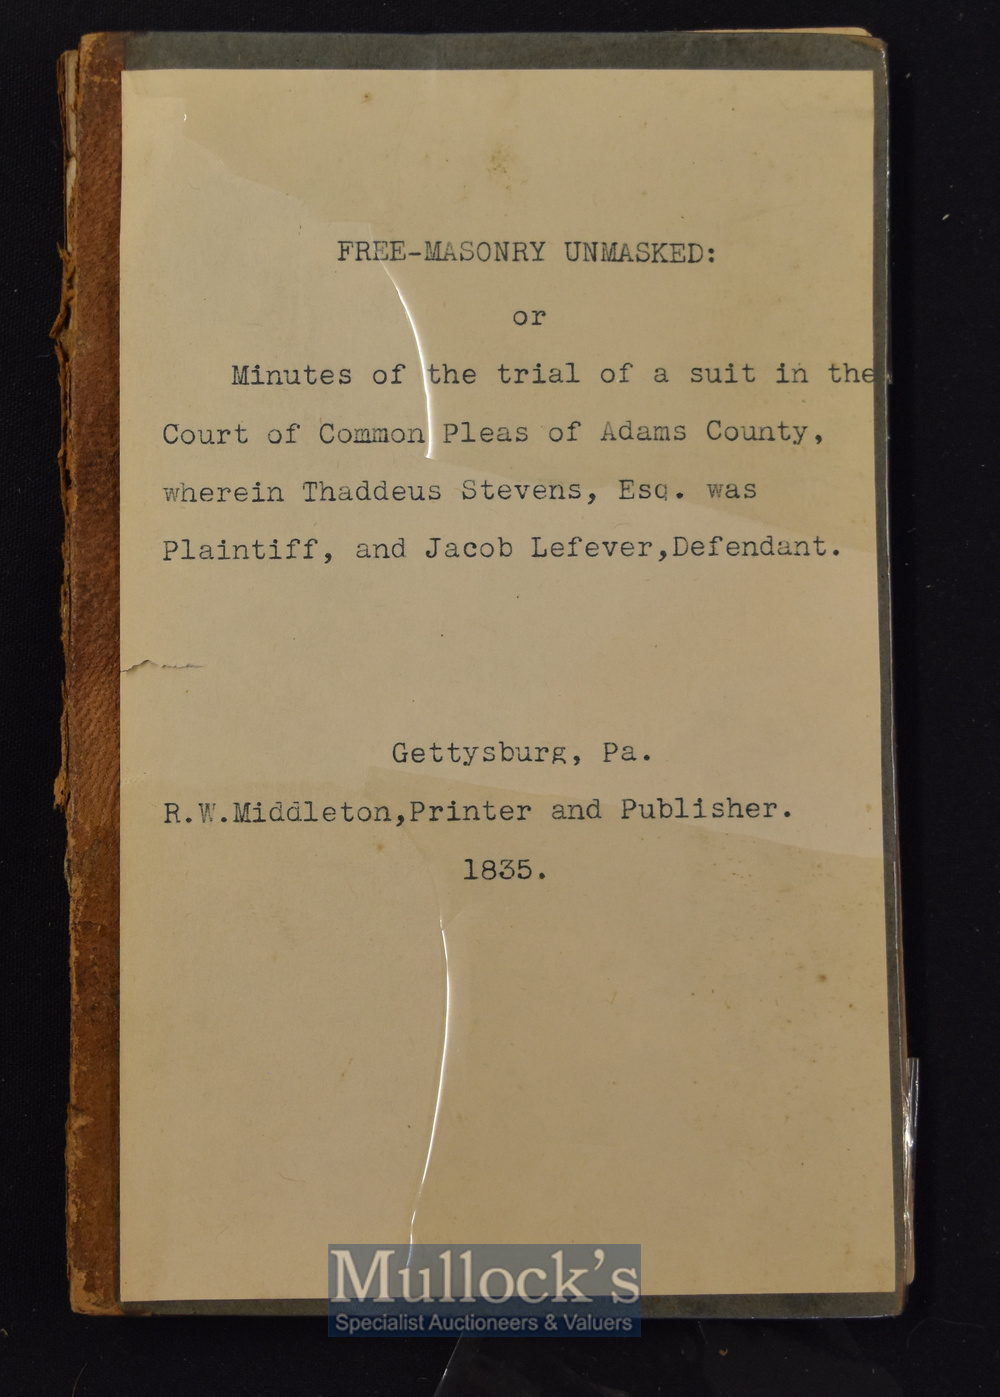 FREE-MASONRY UNMASKED:
or
Minutes of the trial of a suit in the
Court of Common Pleas of Adams County,
wherein Thaddeus Stevens, Esq. was
Plaintiff, and Jacob Lefever,Defendant.
Gettysburg, Pa.
R.W.Middleton,Printer and Publisher.
1835.
Mullock's
Specialist Auctioneers & Valuers